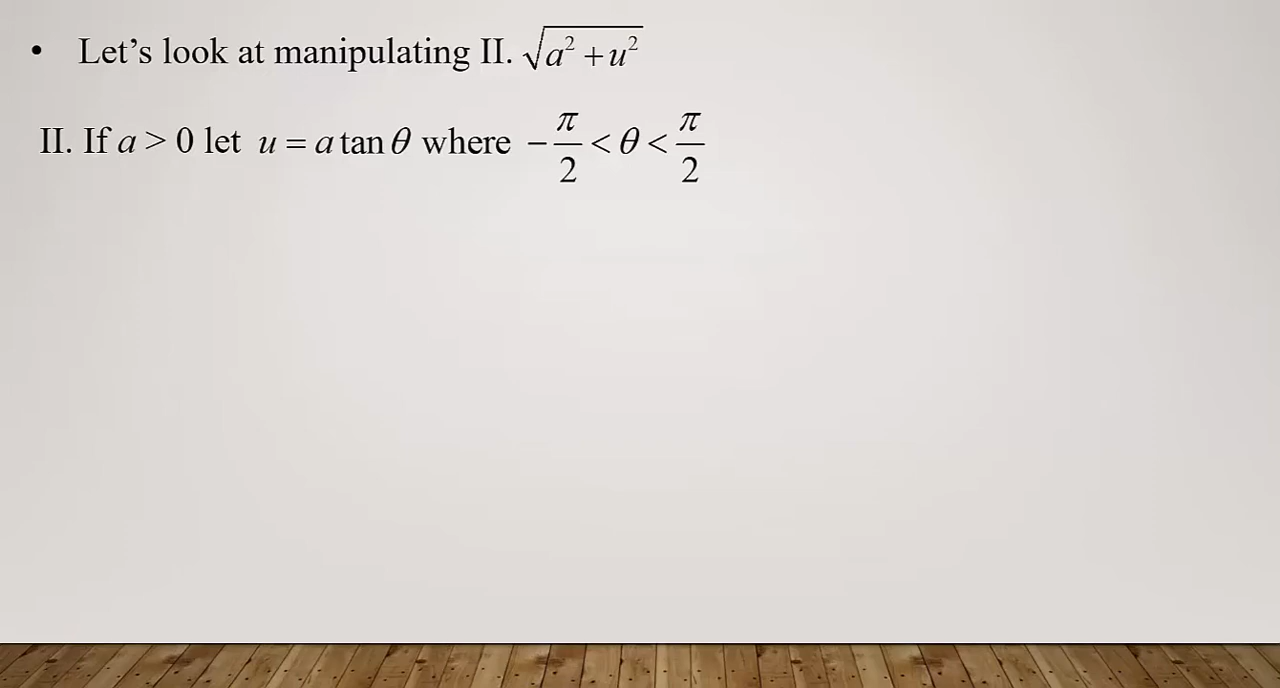 • Let’s look at manipulating II. √(a² + u²)
II. If a > 0 let u = a tan θ where −π/2 < θ < π/2